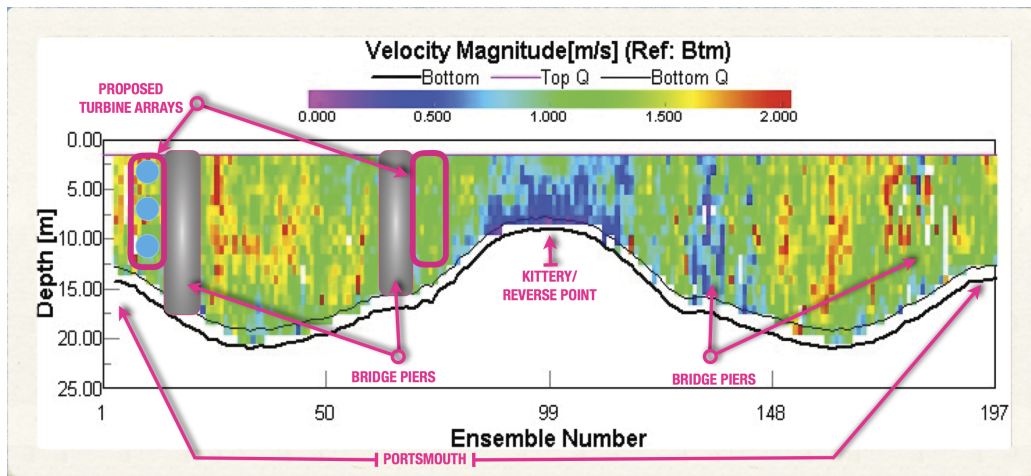 Velocity Magnitude[m/s] (Ref: Btm)
Bottom Top Q Bottom Q
0.000 0.500 1.000 1.500 2.000
PROPOSED
TURBINE ARRAYS
Depth [m]
0.00
5.00
10.00
15.00
20.00
25.00
KITTERY/
REVERSE POINT
BRIDGE PIERS
BRIDGE PIERS
1 50 99 148 197
Ensemble Number
PORTSMOUTH